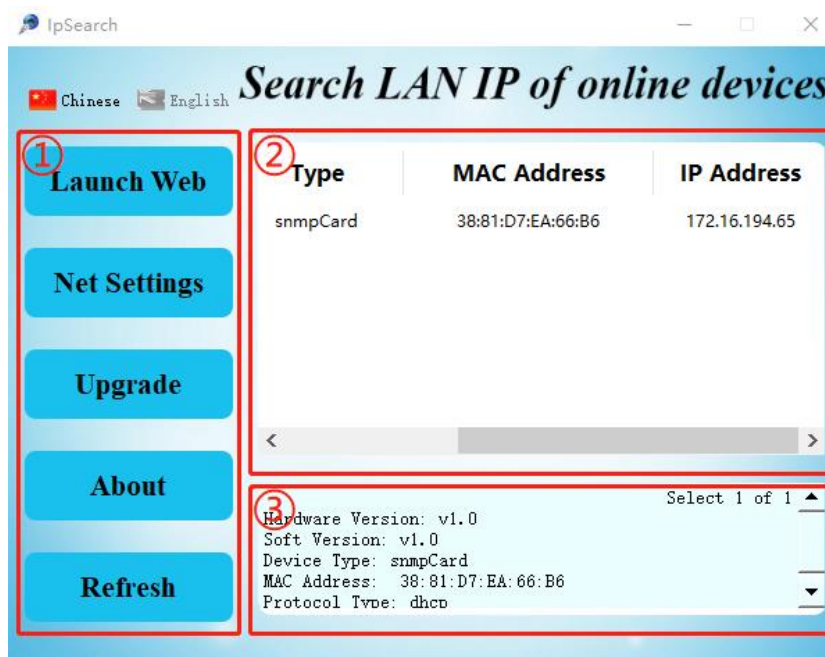 IpSearch
Search LAN IP of online devices
Chinese English
①
Launch Web
Net Settings
Upgrade
About
Refresh
②
Type MAC Address IP Address
snmpCard 38:81:D7:EA:66:B6 172.16.194.65
③
Select 1 of 1
Hardware Version: v1.0
Soft Version: v1.0
Device Type: snmpCard
MAC Address: 38:81:D7:EA:66:B6
Protocol Type: dhcp